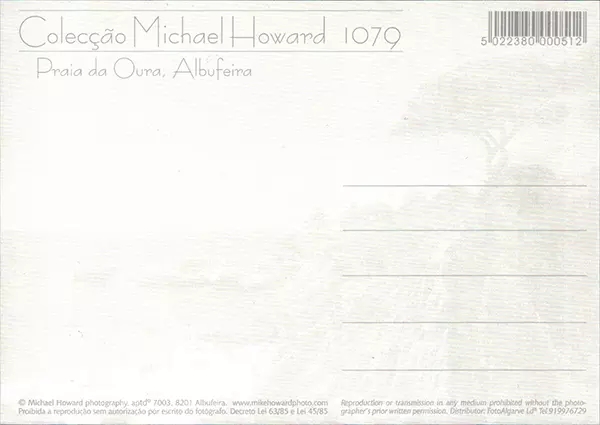 Colecção Michael Howard 1079
Praia da Oura, Albufeira
5 022380 000512
© Michael Howard photography. aptdº 7003, 8201 Albufeira. www.mikehowardphoto.com
Proibida a reprodução sem autorização por escrito do fotógrafo. Decreto Lei 63/85 e Lei 45/85
Reproduction or transmission in any medium prohibited without the photo-
grapher's prior written permission. Distributor: FotoAlgarve Ldª Tel.919976729